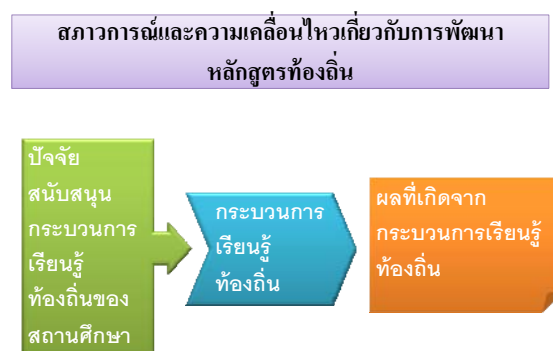 สภาวการณ์และความเคลื่อนไหวเกี่ยวกับการพัฒนา
หลักสูตรท้องถิ่น
ปัจจัย
สนับสนุน
กระบวนการ
เรียนรู้
ท้องถิ่นของ
สถานศึกษา
กระบวนการ
เรียนรู้
ท้องถิ่น
ผลที่เกิดจาก
กระบวนการเรียนรู้
ท้องถิ่น